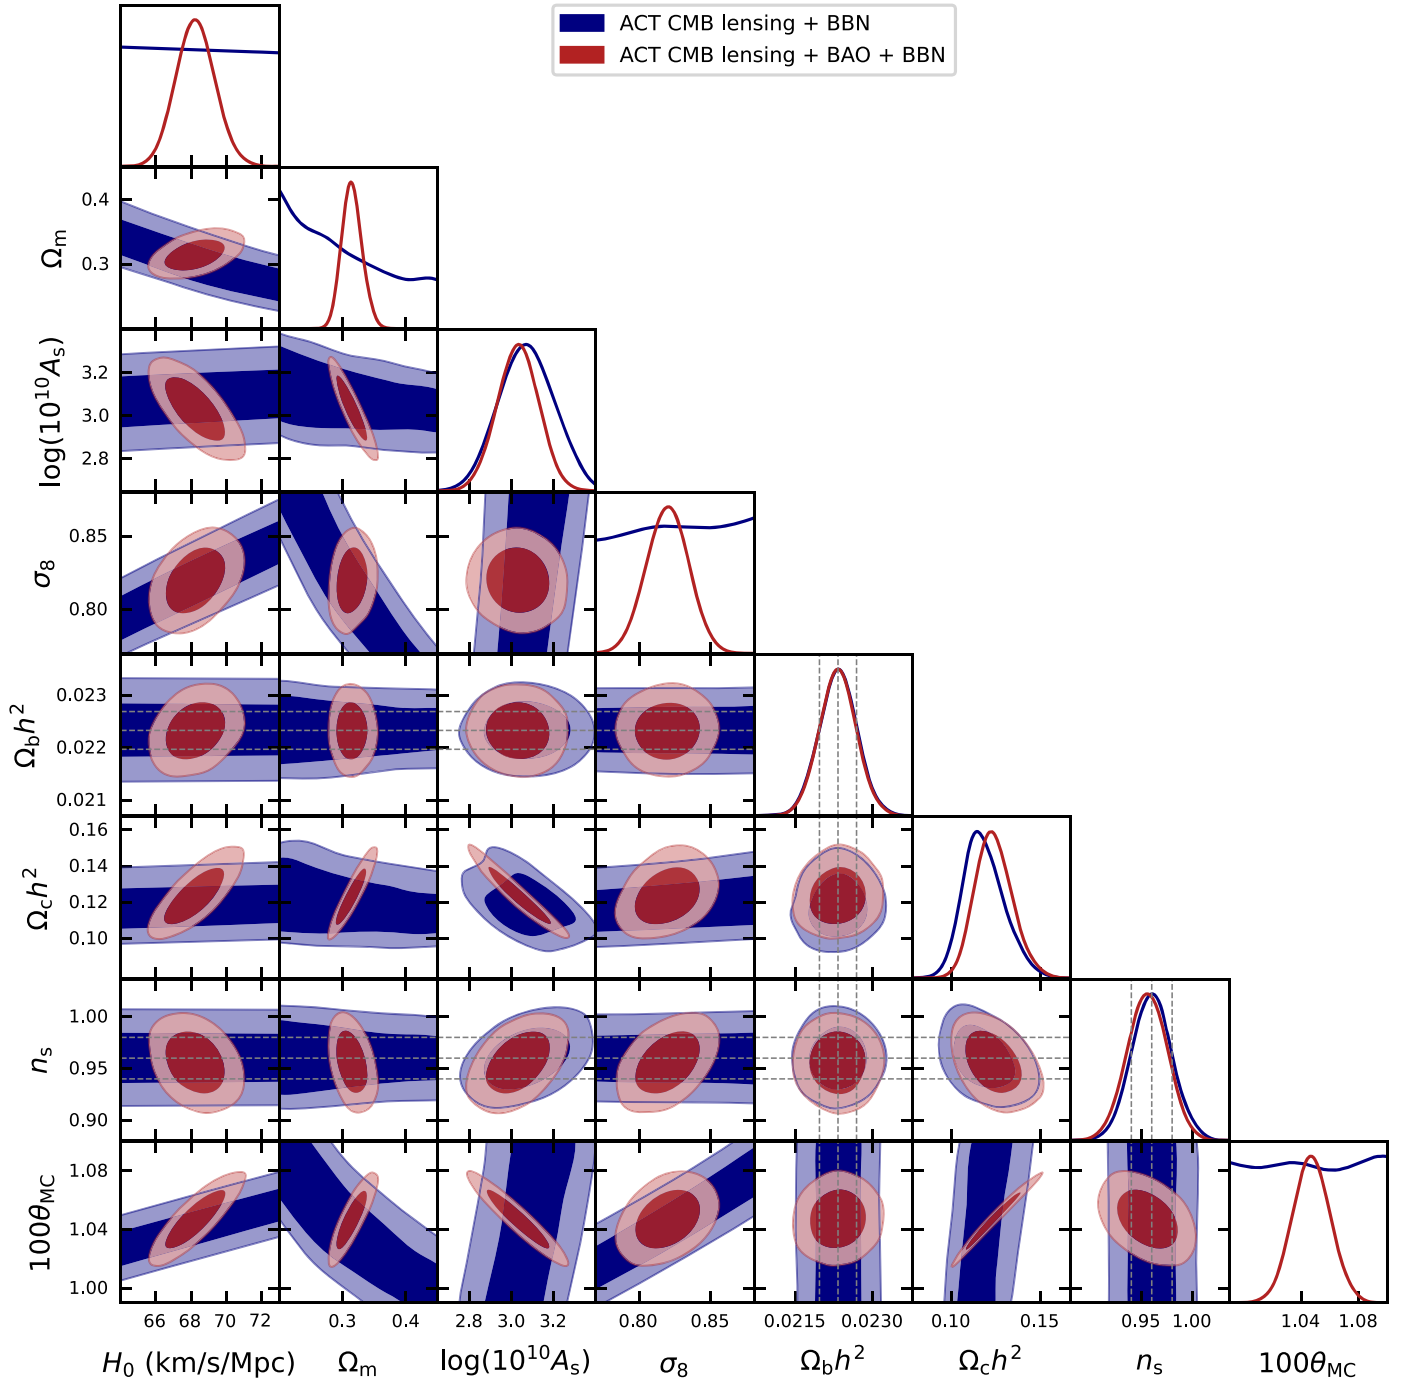 ACT CMB lensing + BBN
ACT CMB lensing + BAO + BBN
0.4
0.3
Ωm
3.2
3.0
2.8
log(10¹⁰As)
0.85
0.80
σ8
0.023
0.022
0.021
Ωbh²
0.16
0.14
0.12
0.10
Ωch²
1.00
0.95
0.90
ns
1.08
1.04
1.00
100θMC
66 68 70 72
0.3 0.4
2.8 3.0 3.2
0.80 0.85
0.0215 0.0230
0.10 0.15
0.95 1.00
1.04 1.08
H0 (km/s/Mpc) Ωm log(10¹⁰As) σ8 Ωbh² Ωch² ns 100θMC